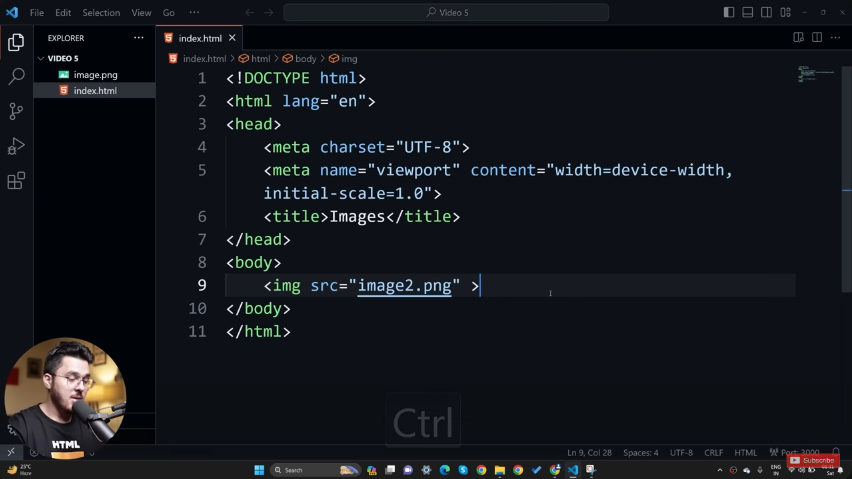 File Edit Selection View Go ··· Video 5
EXPLORER ··· index.html
VIDEO 5 index.html > html > body > img
image.png
index.html
1 <!DOCTYPE html>
2 <html lang="en">
3 <head>
4 <meta charset="UTF-8">
5 <meta name="viewport" content="width=device-width,
initial-scale=1.0">
6 <title>Images</title>
7 </head>
8 <body>
9 <img src="image2.png" >
10 </body>
11 </html>
HTML
Ctrl
Ln 9, Col 28 Spaces: 4 UTF-8 CRLF HTML Port: 3000
Subscribe
25°C
Haze
Search
ENG
IN
Sat